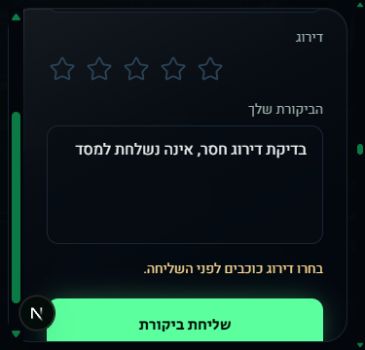 דירוג
הביקורת שלך
בדיקת דירוג חסר, אינה נשלחת למסד
בחרו דירוג כוכבים לפני השליחה.
N
שליחת ביקורת